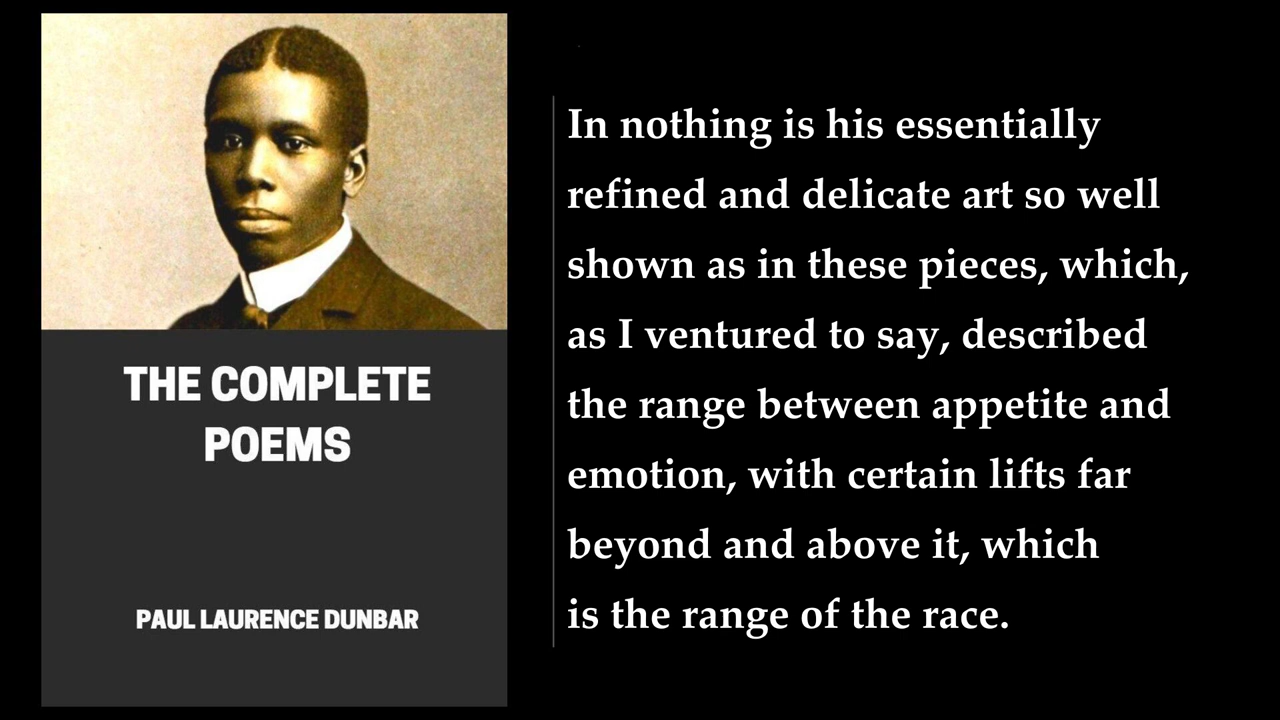 THE COMPLETE
POEMS
PAUL LAURENCE DUNBAR
In nothing is his essentially
refined and delicate art so well
shown as in these pieces, which,
as I ventured to say, described
the range between appetite and
emotion, with certain lifts far
beyond and above it, which
is the range of the race.